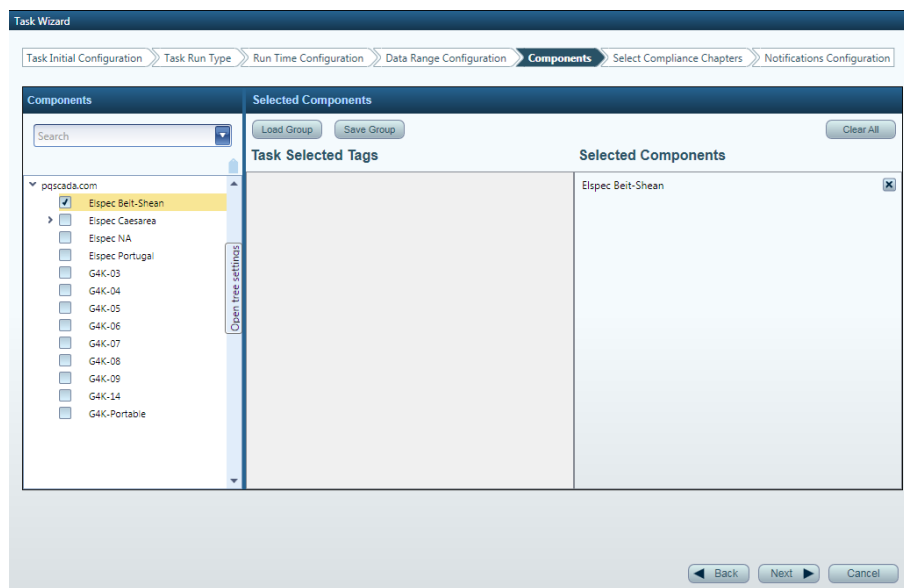 Task Wizard
Task Initial Configuration Task Run Type Run Time Configuration Data Range Configuration Components Select Compliance Chapters Notifications Configuration
Components
Selected Components
Search
Load Group Save Group Clear All
Task Selected Tags
Selected Components
pqscada.com
Elspec Beit-Shean
Elspec Caesarea
Elspec NA
Elspec Portugal
G4K-03
G4K-04
G4K-05
G4K-06
G4K-07
G4K-08
G4K-09
G4K-14
G4K-Portable
Open tree settings
Elspec Beit-Shean
Back Next Cancel